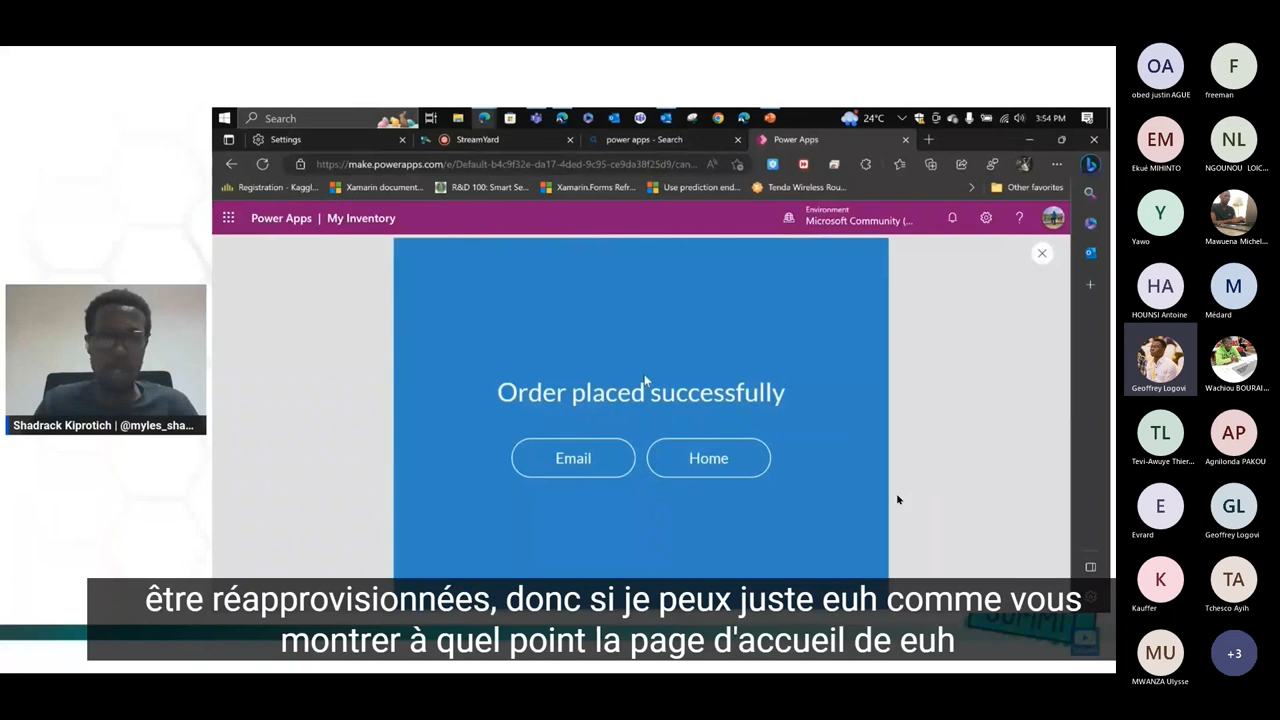 Search
24°C
3:54 PM
Settings
StreamYard
power apps - Search
Power Apps
https://make.powerapps.com/e/Default-b4c9f32e-da17-4ded-9c95-ce9da38f25d9/can...
Registration - Kaggl...
Xamarin document...
R&D 100: Smart Se...
Xamarin.Forms Refr...
Use prediction end...
Tenda Wireless Rou...
Other favorites
Power Apps | My Inventory
Environment
Microsoft Community (...
Order placed successfully
Email
Home
Shadrack Kiprotich | @myles_sha...
être réapprovisionnées, donc si je peux juste euh comme vous
montrer à quel point la page d'accueil de euh
SUMMIT
OA
obed justin AGUE
F
freeman
EM
Ekué MIHINTO
NL
NGOUNOU LOIC...
Y
Yawo
Mawuena Michel...
HA
HOUNSI Antoine
M
Médard
Geoffrey Logovi
Wachiou BOURAI...
TL
Tevi-Awuye Thier...
AP
Agnilonda PAKOU
E
Evrard
GL
Geoffrey Logovi
K
Kauffer
TA
Tchesco Ayih
MU
MWANZA Ulysse
+3